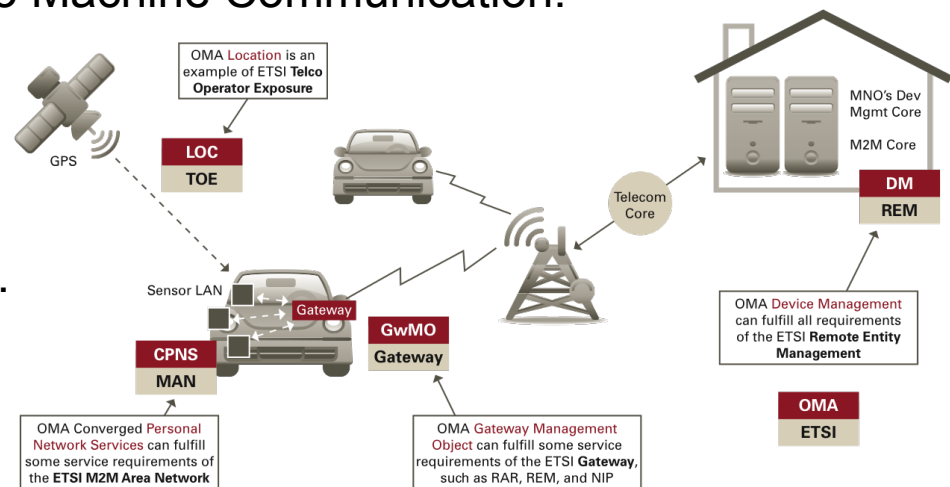 Machine Communication.
OMA Location is an
example of ETSI Telco
Operator Exposure
GPS
LOC
TOE
MNO's Dev
Mgmt Core
M2M Core
DM
REM
Telecom
Core
Sensor LAN
Gateway
GwMO
Gateway
CPNS
MAN
OMA Device Management
can fulfill all requirements
of the ETSI Remote Entity
Management
OMA
ETSI
OMA Converged Personal
Network Services can fulfill
some service requirements of
the ETSI M2M Area Network
OMA Gateway Management
Object can fulfill some service
requirements of the ETSI Gateway,
such as RAR, REM, and NIP